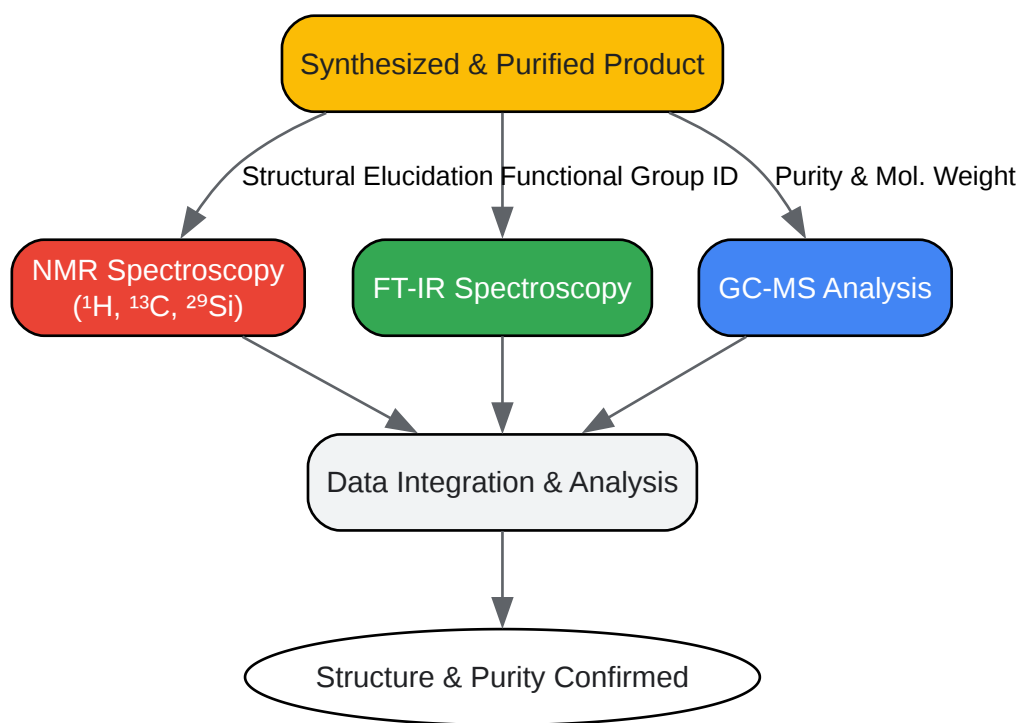 Synthesized & Purified Product
Structural Elucidation
Functional Group ID
Purity & Mol. Weight
NMR Spectroscopy
(¹H, ¹³C, ²⁹Si)
FT-IR Spectroscopy
GC-MS Analysis
Data Integration & Analysis
Structure & Purity Confirmed